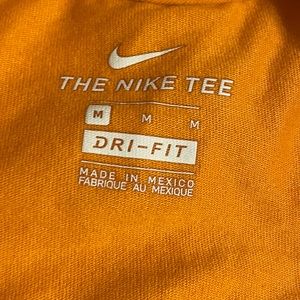 THE NIKE TEE
M M M
DRI-FIT
MADE IN MEXICO
FABRIQUE AU MEXIQUE